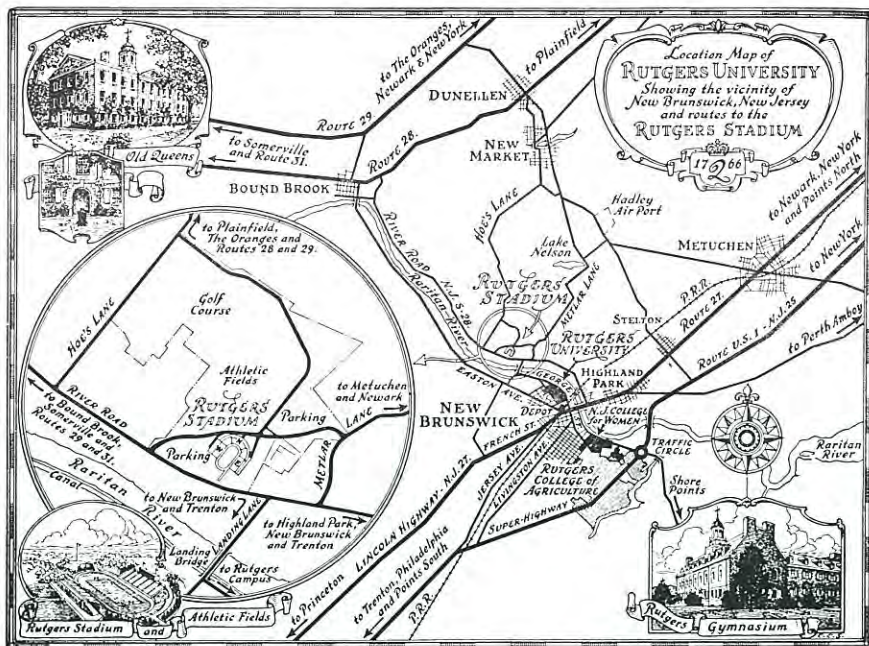 Location Map of
RUTGERS UNIVERSITY
Showing the vicinity of
New Brunswick, New Jersey
and routes to the
RUTGERS STADIUM
17 66
Old Queens
to The Oranges,
Newark & New York
to Plainfield
DUNELLEN
ROUTE 29
to Somerville
and Route 31.
ROUTE 28.
NEW
MARKET
BOUND BROOK
HOE'S LANE
Hadley
Air Port
to Newark, New York
and Points North
METUCHEN
to New York
RIVER ROAD
N.J. S-28.
Raritan River
Lake
Nelson
METLAR LANE
RUTGERS
STADIUM
P.R.R.
ROUTE 27.
STELTON
ROUTE U.S. 1 - N.J. 25
to Perth Amboy
RUTGERS
UNIVERSITY
HIGHLAND
PARK
EASTON
AVE.
GEORGE
DEPOT
NEW
BRUNSWICK
FRENCH ST.
N.J. COLLEGE
for WOMEN
TRAFFIC
CIRCLE
JERSEY AVE.
LIVINGSTON AVE.
RUTGERS
COLLEGE OF
AGRICULTURE
Raritan
River
Shore
Points
SUPER-HIGHWAY
LINCOLN HIGHWAY - N.J. 27.
to Princeton
to Trenton, Philadelphia
and Points South
P.R.R.
to Plainfield,
The Oranges and
Routes 28 and 29.
HOE'S LANE
Golf
Course
Athletic
Fields
RUTGERS
STADIUM
Parking
Parking
to Metuchen
and Newark
METLAR
LANE
RIVER ROAD
to Bound Brook,
Somerville and
Routes 29 and 31.
Raritan
River
Canal
to New Brunswick
and Trenton
LANDING LANE
Landing
Bridge
to Highland Park,
New Brunswick
and Trenton
to Rutgers
Campus
Rutgers Stadium and Athletic Fields
Rutgers Gymnasium